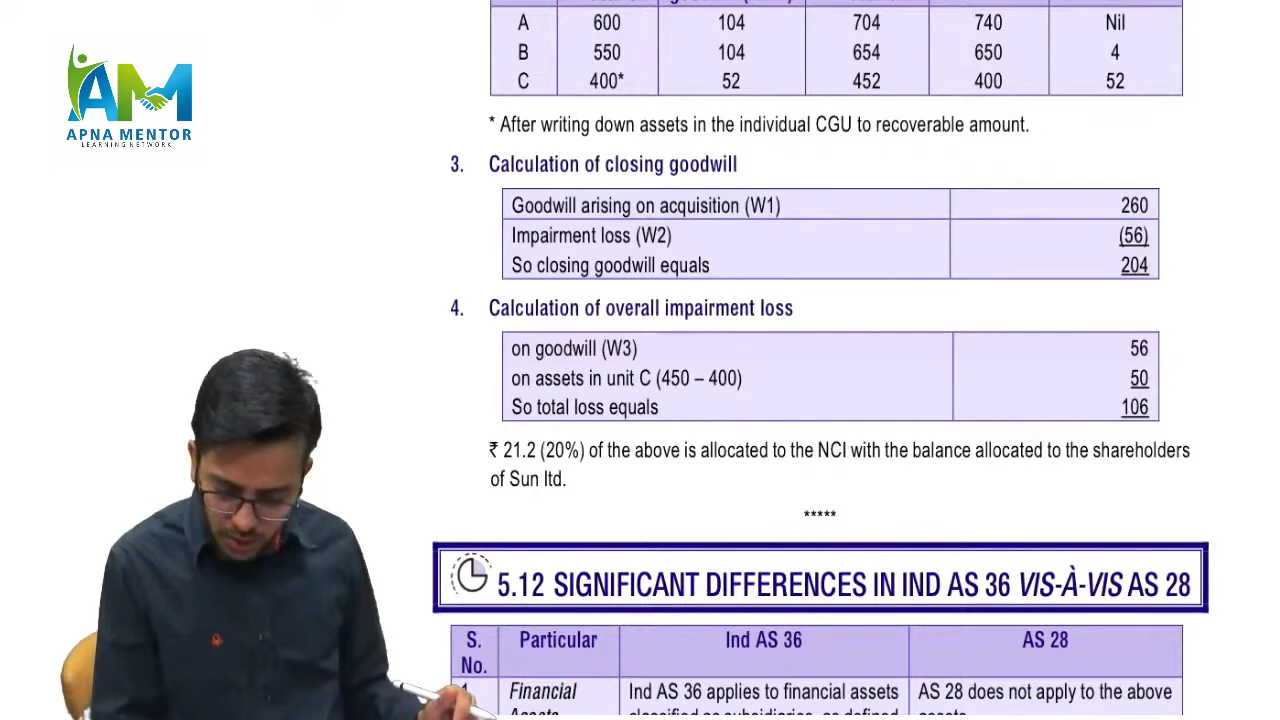 A 600 104 704 740 Nil
B 550 104 654 650 4
C 400* 52 452 400 52
AM
APNA MENTOR
LEARNING NETWORK
* After writing down assets in the individual CGU to recoverable amount.
3. Calculation of closing goodwill
Goodwill arising on acquisition (W1) 260
Impairment loss (W2) (56)
So closing goodwill equals 204
4. Calculation of overall impairment loss
on goodwill (W3) 56
on assets in unit C (450 – 400) 50
So total loss equals 106
₹ 21.2 (20%) of the above is allocated to the NCI with the balance allocated to the shareholders
of Sun ltd.
*****
5.12 SIGNIFICANT DIFFERENCES IN IND AS 36 VIS-À-VIS AS 28
S. Particular Ind AS 36 AS 28
No.
1 Financial Ind AS 36 applies to financial assets AS 28 does not apply to the above